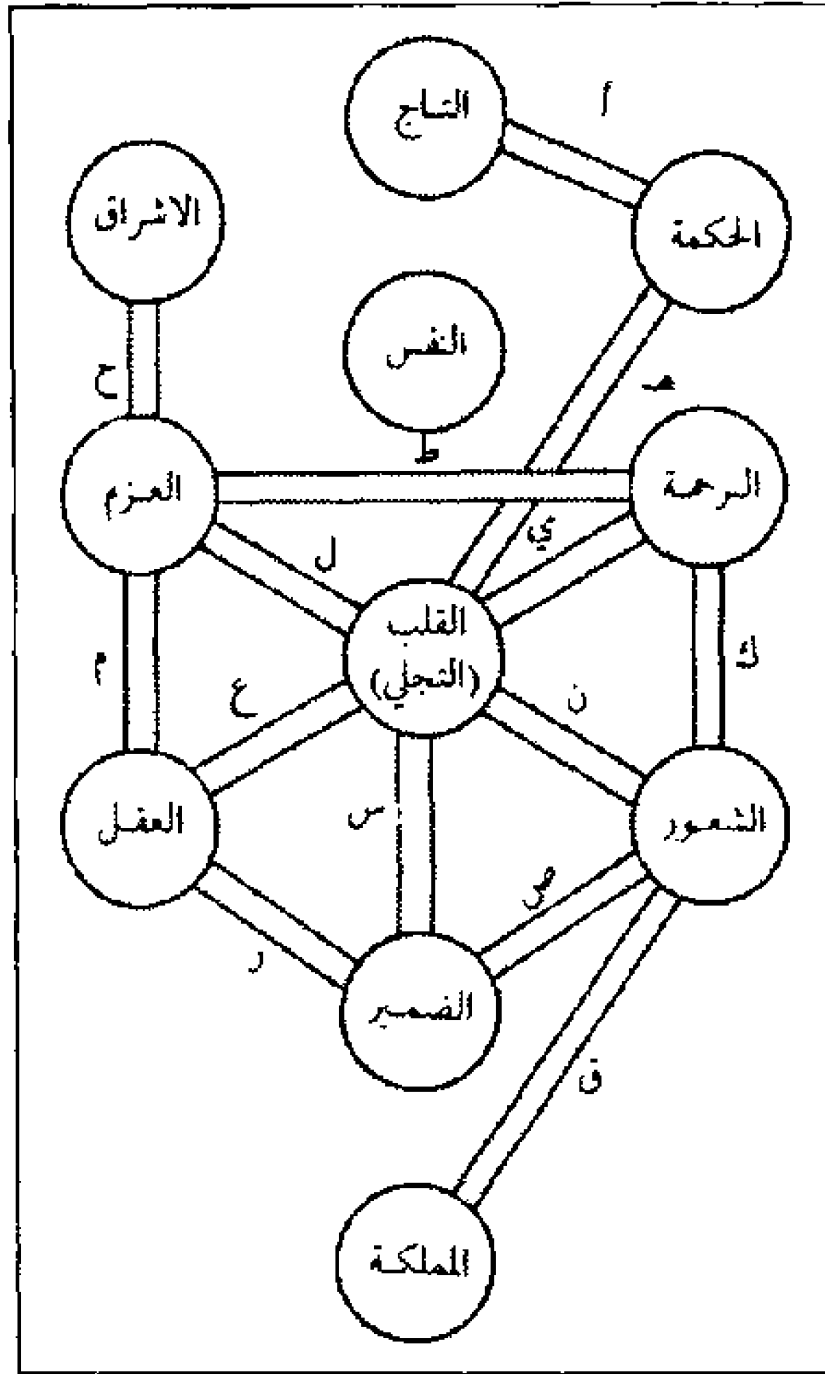 التاج
أ
الحكمة
الاشراق
النفس
ح
هـ
ط
العزم
الرحمة
ي
ل
القلب
(التجلي)
م
ك
ع
ن
العقل
س
الشعور
ص
ر
الضمير
ق
المملكة